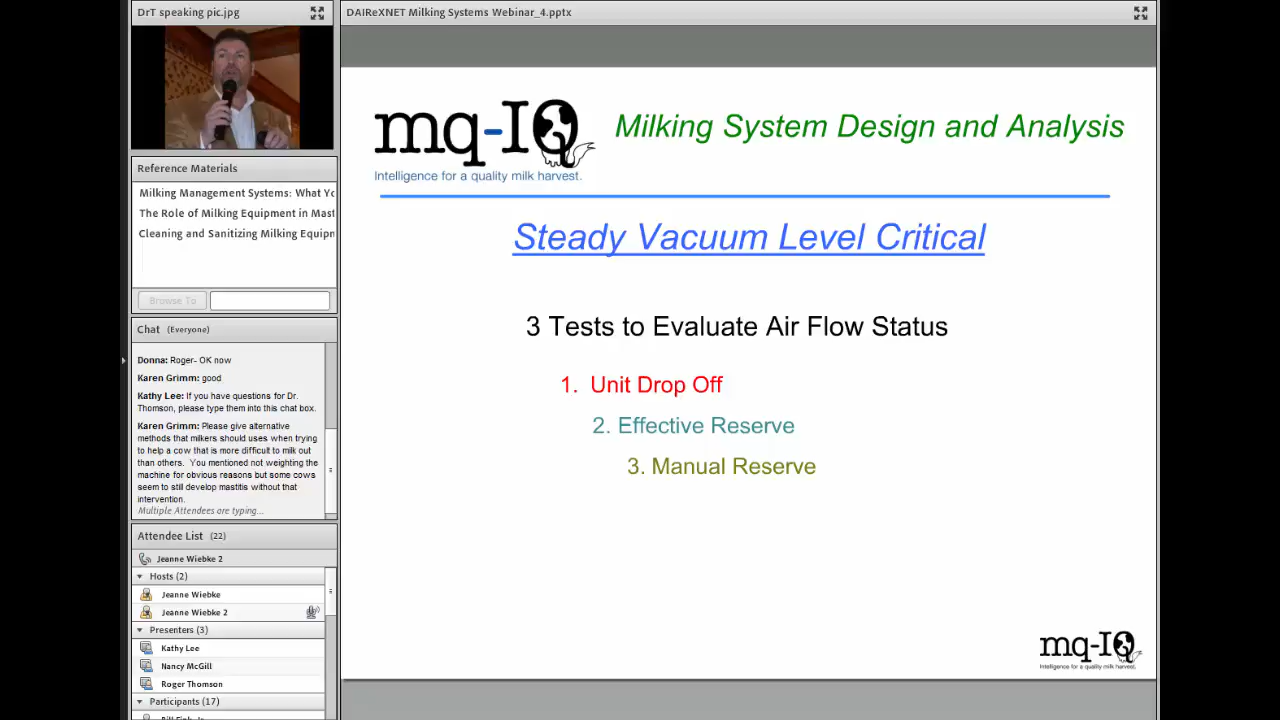 DrT speaking pic.jpg
Reference Materials
Milking Management Systems: What Yo
The Role of Milking Equipment in Mast
Cleaning and Sanitizing Milking Equipm
Browse To
Chat (Everyone)
Donna: Roger- OK now
Karen Grimm: good
Kathy Lee: If you have questions for Dr.
Thomson, please type them into this chat box.
Karen Grimm: Please give alternative
methods that milkers should uses when trying
to help a cow that is more difficult to milk out
than others. You mentioned not weighting the
machine for obvious reasons but some cows
seem to still develop mastitis without that
intervention.
Multiple Attendees are typing...
Attendee List (22)
Jeanne Wiebke 2
Hosts (2)
Jeanne Wiebke
Jeanne Wiebke 2
Presenters (3)
Kathy Lee
Nancy McGill
Roger Thomson
Participants (17)
DAIReXNET Milking Systems Webinar_4.pptx
mq-IQ
Intelligence for a quality milk harvest.
Milking System Design and Analysis
Steady Vacuum Level Critical
3 Tests to Evaluate Air Flow Status
1. Unit Drop Off
2. Effective Reserve
3. Manual Reserve
mq-IQ
Intelligence for a quality milk harvest.